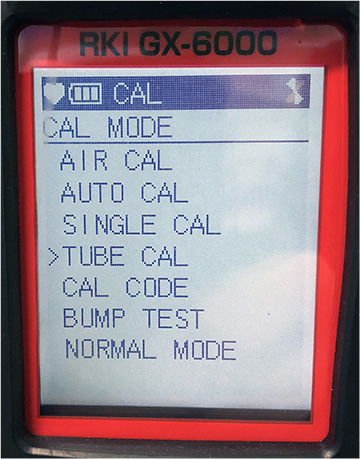 RKI GX-6000
CAL
CAL MODE
AIR CAL
AUTO CAL
SINGLE CAL
>TUBE CAL
CAL CODE
BUMP TEST
NORMAL MODE